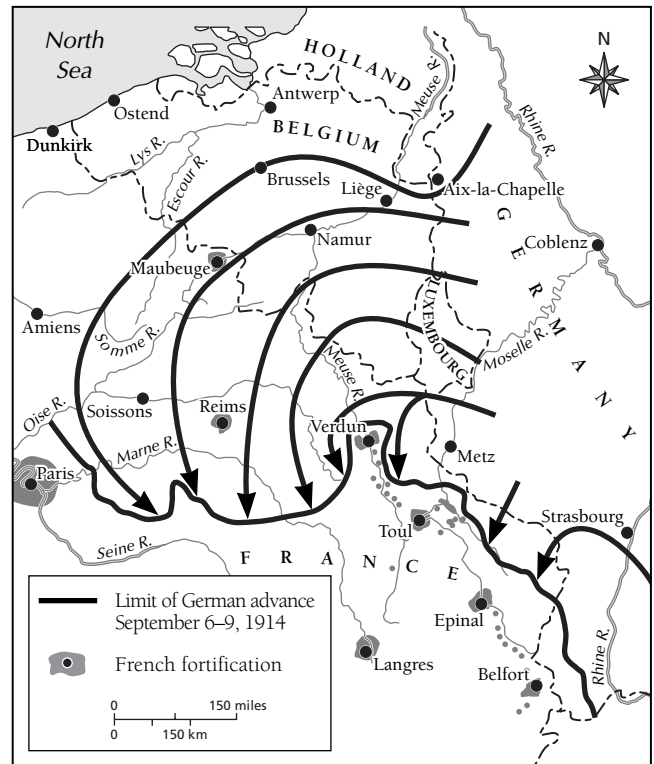 North
Sea
HOLLAND
N
Meuse R.
Rhine R.
Antwerp
Ostend
BELGIUM
Dunkirk
Lys R.
Escour R.
Brussels
Liège
Aix-la-Chapelle
GERMANY
Namur
Coblenz
Maubeuge
LUXEMBOURG
Amiens
Somme R.
Meuse R.
Moselle R.
Oise R.
Soissons
Reims
Verdun
Marne R.
Metz
Paris
Toul
Strasbourg
Seine R.
FRANCE
Epinal
Langres
Belfort
Rhine R.
Limit of German advance
September 6–9, 1914
French fortification
0 150 miles
0 150 km